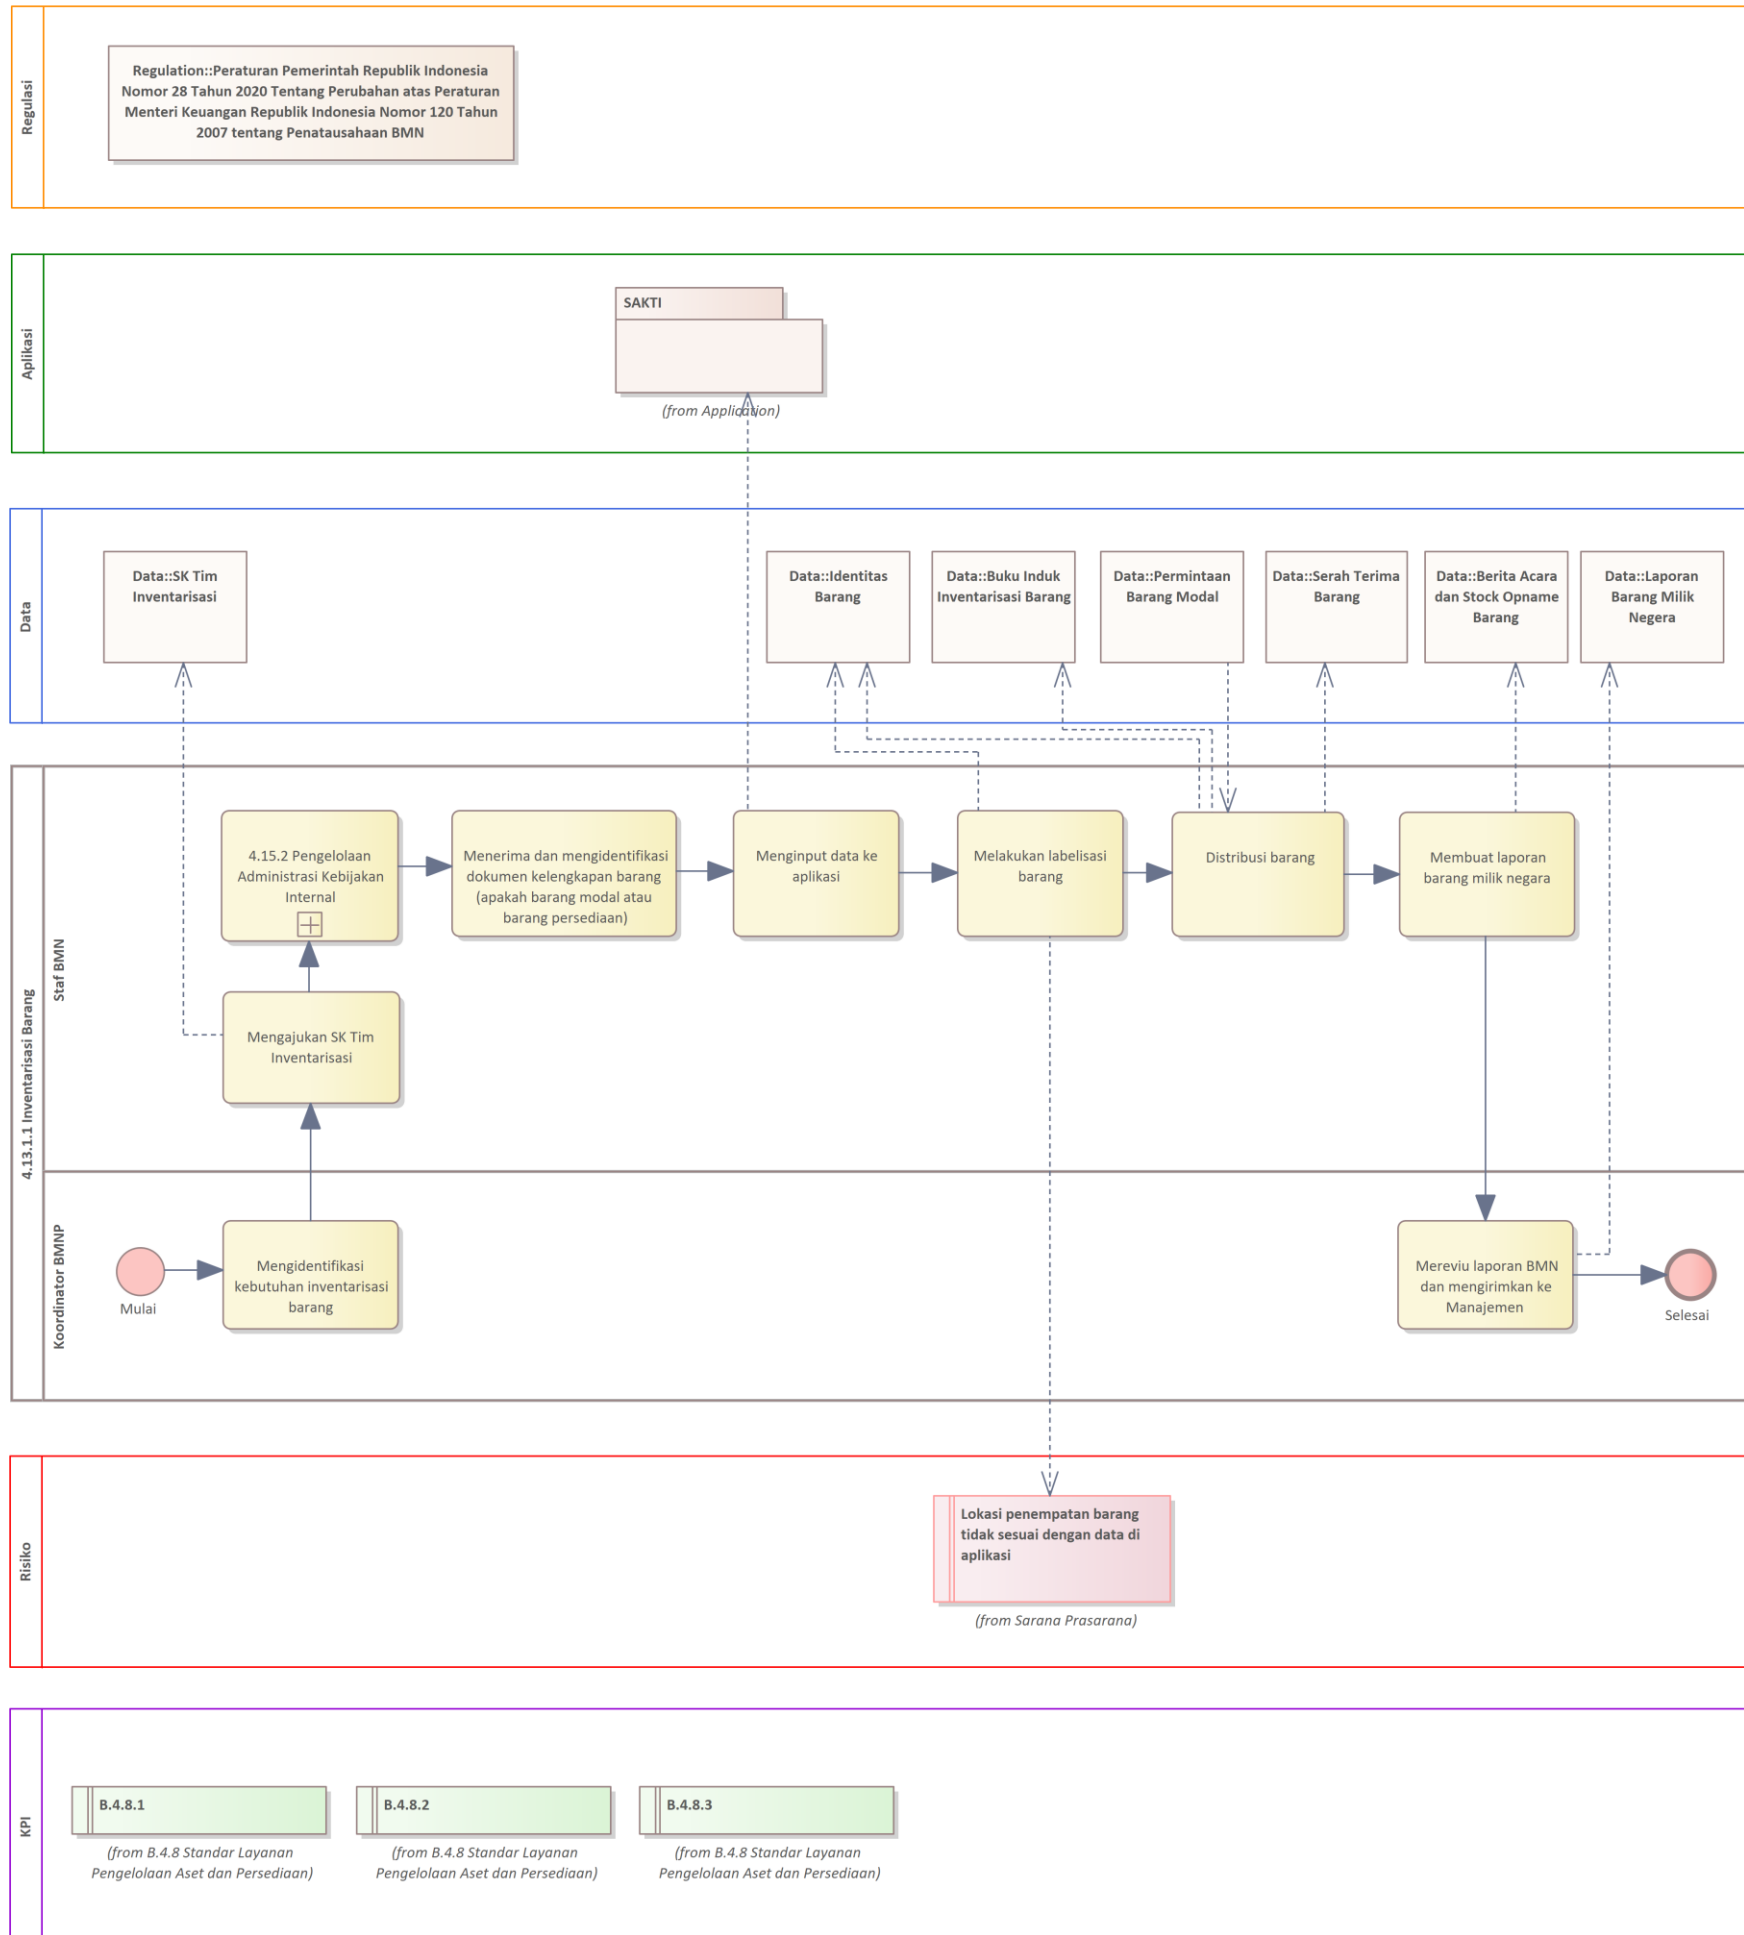 Regulasi
Regulation::Peraturan Pemerintah Republik Indonesia
Nomor 28 Tahun 2020 Tentang Perubahan atas Peraturan
Menteri Keuangan Republik Indonesia Nomor 120 Tahun
2007 tentang Penatausahaan BMN
Aplikasi
SAKTI
(from Application)
Data
Data::SK Tim
Inventarisasi
Data::Identitas
Barang
Data::Buku Induk
Inventarisasi Barang
Data::Permintaan
Barang Modal
Data::Serah Terima
Barang
Data::Berita Acara
dan Stock Opname
Barang
Data::Laporan
Barang Milik
Negera
4.13.1.1 Inventarisasi Barang
Staf BMN
4.15.2 Pengelolaan
Administrasi Kebijakan
Internal
Menerima dan mengidentifikasi
dokumen kelengkapan barang
(apakah barang modal atau
barang persediaan)
Menginput data ke
aplikasi
Melakukan labelisasi
barang
Distribusi barang
Membuat laporan
barang milik negara
Mengajukan SK Tim
Inventarisasi
Koordinator BMNP
Mulai
Mengidentifikasi
kebutuhan inventarisasi
barang
Mereviu laporan BMN
dan mengirimkan ke
Manajemen
Selesai
Risiko
Lokasi penempatan barang
tidak sesuai dengan data di
aplikasi
(from Sarana Prasarana)
KPI
B.4.8.1
(from B.4.8 Standar Layanan
Pengelolaan Aset dan Persediaan)
B.4.8.2
(from B.4.8 Standar Layanan
Pengelolaan Aset dan Persediaan)
B.4.8.3
(from B.4.8 Standar Layanan
Pengelolaan Aset dan Persediaan)